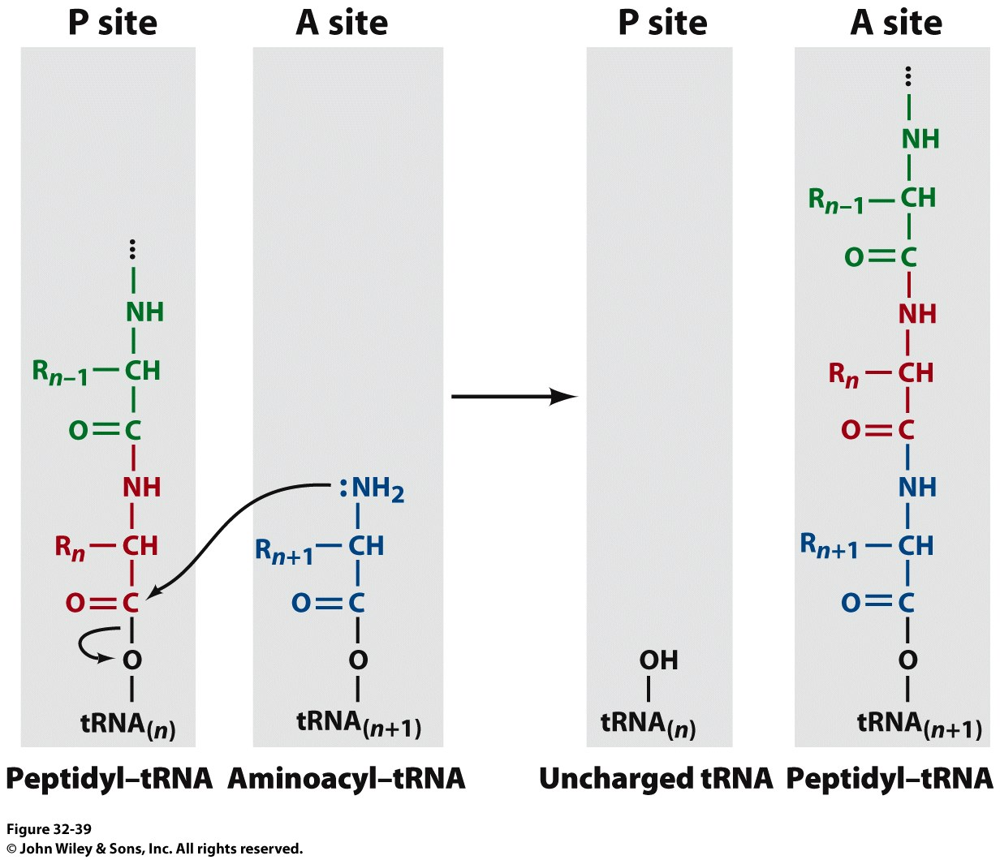 P site
A site
P site
A site
NH
R n–1 CH
O=C
NH
R n CH
O=C
O
tRNA(n)
:NH2
R n+1 CH
O=C
O
tRNA(n+1)
OH
tRNA(n)
NH
R n–1 CH
O=C
NH
R n CH
O=C
NH
R n+1 CH
O=C
O
tRNA(n+1)
Peptidyl–tRNA
Aminoacyl–tRNA
Uncharged tRNA
Peptidyl–tRNA
Figure 32-39
© John Wiley & Sons, Inc. All rights reserved.